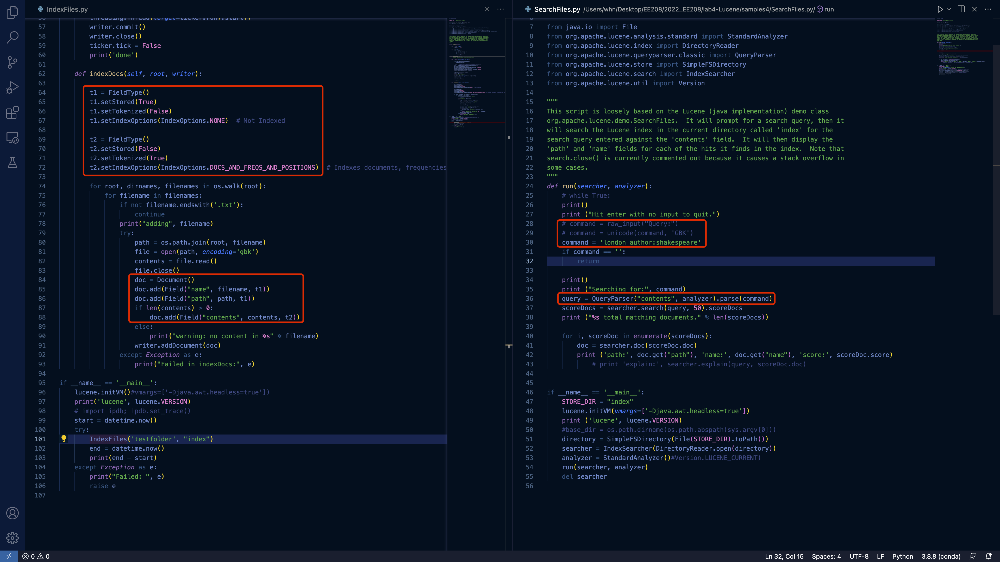 IndexFiles.py
57 writer.commit()
58 writer.close()
59 ticker.tick = False
60 print('done')
61
62 def indexDocs(self, root, writer):
63
64 t1 = FieldType()
65 t1.setStored(True)
66 t1.setTokenized(False)
67 t1.setIndexOptions(IndexOptions.NONE)  # Not Indexed
68
69 t2 = FieldType()
70 t2.setStored(False)
71 t2.setTokenized(True)
72 t2.setIndexOptions(IndexOptions.DOCS_AND_FREQS_AND_POSITIONS)  # Indexes documents, frequencies
73
74 for root, dirnames, filenames in os.walk(root):
75 for filename in filenames:
76 if not filename.endswith('.txt'):
77 continue
78 print("adding", filename)
79 try:
80 path = os.path.join(root, filename)
81 file = open(path, encoding='gbk')
82 contents = file.read()
83 file.close()
84 doc = Document()
85 doc.add(Field("name", filename, t1))
86 doc.add(Field("path", path, t1))
87 if len(contents) > 0:
88 doc.add(Field("contents", contents, t2))
89 else:
90 print("warning: no content in %s" % filename)
91 writer.addDocument(doc)
92 except Exception as e:
93 print("Failed in indexDocs:", e)
94
95 if __name__ == '__main__':
96 lucene.initVM()#vmargs=['-Djava.awt.headless=true'])
97 print('lucene', lucene.VERSION)
98 # import ipdb; ipdb.set_trace()
99 start = datetime.now()
100 try:
101 IndexFiles('testfolder', "index")
102 end = datetime.now()
103 print(end - start)
104 except Exception as e:
105 print("Failed: ", e)
106 raise e
107
SearchFiles.py /Users/whn/Desktop/EE208/2022_EE208/lab4-Lucene/samples4/SearchFiles.py/ run
7 from java.io import File
8 from org.apache.lucene.analysis.standard import StandardAnalyzer
9 from org.apache.lucene.index import DirectoryReader
10 from org.apache.lucene.queryparser.classic import QueryParser
11 from org.apache.lucene.store import SimpleFSDirectory
12 from org.apache.lucene.search import IndexSearcher
13 from org.apache.lucene.util import Version
14
15 """
16 This script is loosely based on the Lucene (java implementation) demo class
17 org.apache.lucene.demo.SearchFiles.  It will prompt for a search query, then it
18 will search the Lucene index in the current directory called 'index' for the
19 search query entered against the 'contents' field.  It will then display the
20 'path' and 'name' fields for each of the hits it finds in the index.  Note that
21 search.close() is currently commented out because it causes a stack overflow in
22 some cases.
23 """
24 def run(searcher, analyzer):
25 # while True:
26 print()
27 print ("Hit enter with no input to quit.")
28 # command = raw_input("Query:")
29 # command = unicode(command, 'GBK')
30 command = 'london author:shakespeare'
31 if command == '':
32 return
33
34 print()
35 print ("Searching for:", command)
36 query = QueryParser("contents", analyzer).parse(command)
37 scoreDocs = searcher.search(query, 50).scoreDocs
38 print ("%s total matching documents." % len(scoreDocs))
39
40 for i, scoreDoc in enumerate(scoreDocs):
41 doc = searcher.doc(scoreDoc.doc)
42 print ('path:', doc.get("path"), 'name:', doc.get("name"), 'score:', scoreDoc.score)
43 # print 'explain:', searcher.explain(query, scoreDoc.doc)
44
45
46 if __name__ == '__main__':
47 STORE_DIR = "index"
48 lucene.initVM(vmargs=['-Djava.awt.headless=true'])
49 print ('lucene', lucene.VERSION)
50 #base_dir = os.path.dirname(os.path.abspath(sys.argv[0]))
51 directory = SimpleFSDirectory(File(STORE_DIR).toPath())
52 searcher = IndexSearcher(DirectoryReader.open(directory))
53 analyzer = StandardAnalyzer()#Version.LUCENE_CURRENT)
54 run(searcher, analyzer)
55 del searcher
56
0 0 Ln 32, Col 15 Spaces: 4 UTF-8 LF Python 3.8.8 (conda)